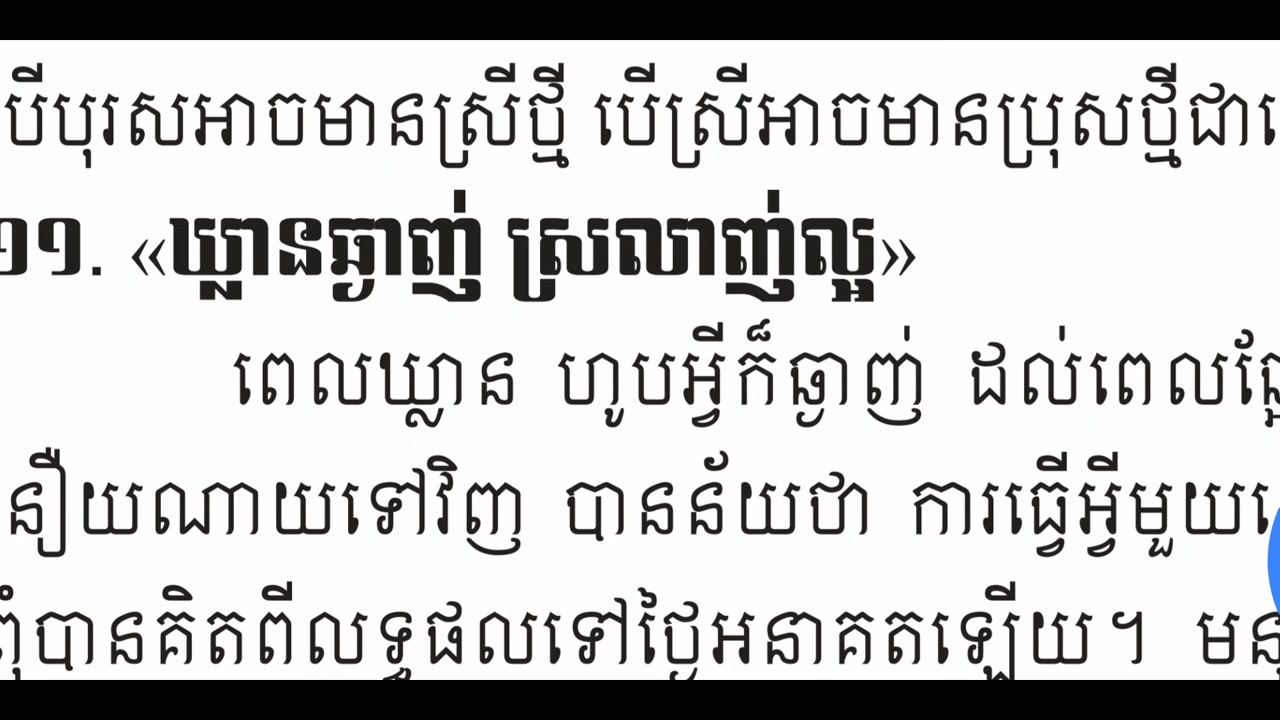 បីបុរសអាចមានស្រីថ្មី បើស្រីអាចមានប្រុសថ្មីជា
១. «ឃ្លានឆ្ងាញ់ ស្រលាញ់ល្អ»
ពេលឃ្លាន ហូបអ្វីក៏ឆ្ងាញ់ ដល់ពេល
នឿយណាយទៅវិញ បានន័យថា ការធ្វើអ្វីមួយ
ពុំបានគិតពីលទ្ធផលទៅថ្ងៃអនាគតឡើយ។